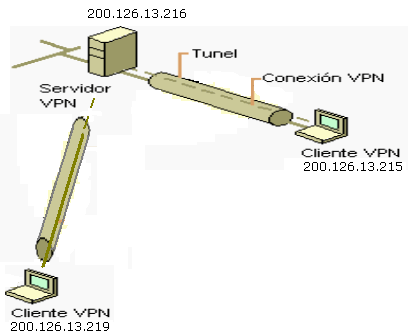 200.126.13.216
Tunel
Conexión VPN
Servidor
VPN
Cliente VPN
200.126.13.215
Cliente VPN
200.126.13.219